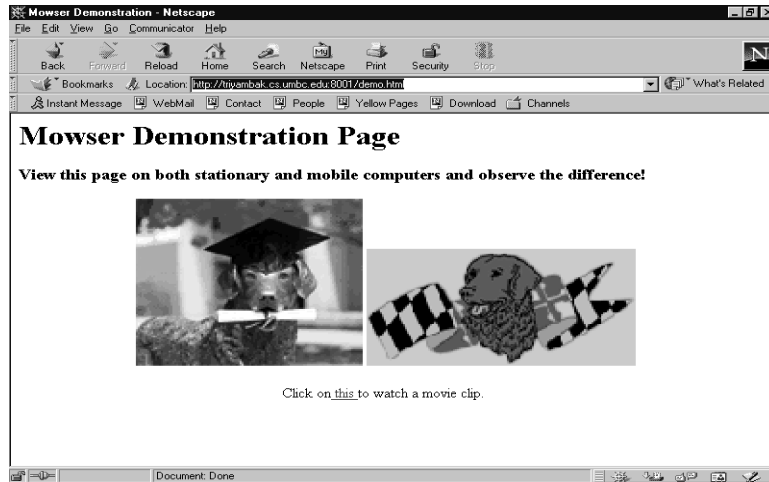 Mowser Demonstration - Netscape
File Edit View Go Communicator Help
Back Forward Reload Home Search Netscape Print Security Stop
Bookmarks Location: http://triyambak.cs.umbc.edu:8001/demo.html What's Related
Instant Message WebMail Contact People Yellow Pages Download Channels
Mowser Demonstration Page
View this page on both stationary and mobile computers and observe the difference!
Click on this to watch a movie clip.
Document: Done